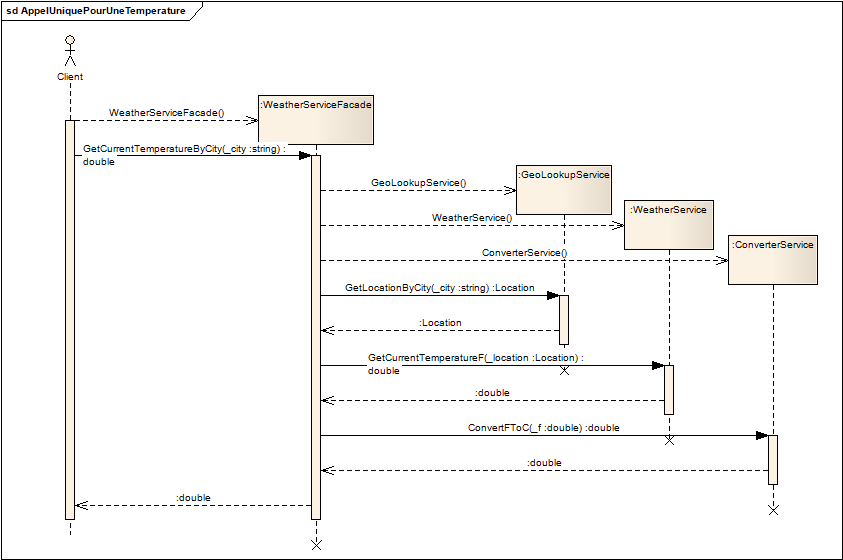 sd AppelUniquePourUneTemperature
Client
WeatherServiceFacade()
:WeatherServiceFacade
GetCurrentTemperatureByCity(_city :string) :
double
GeoLookupService()
:GeoLookupService
WeatherService()
:WeatherService
ConverterService()
:ConverterService
GetLocationByCity(_city :string) :Location
:Location
GetCurrentTemperatureF(_location :Location) :
double
:double
ConvertFToC(_f :double) :double
:double
:double